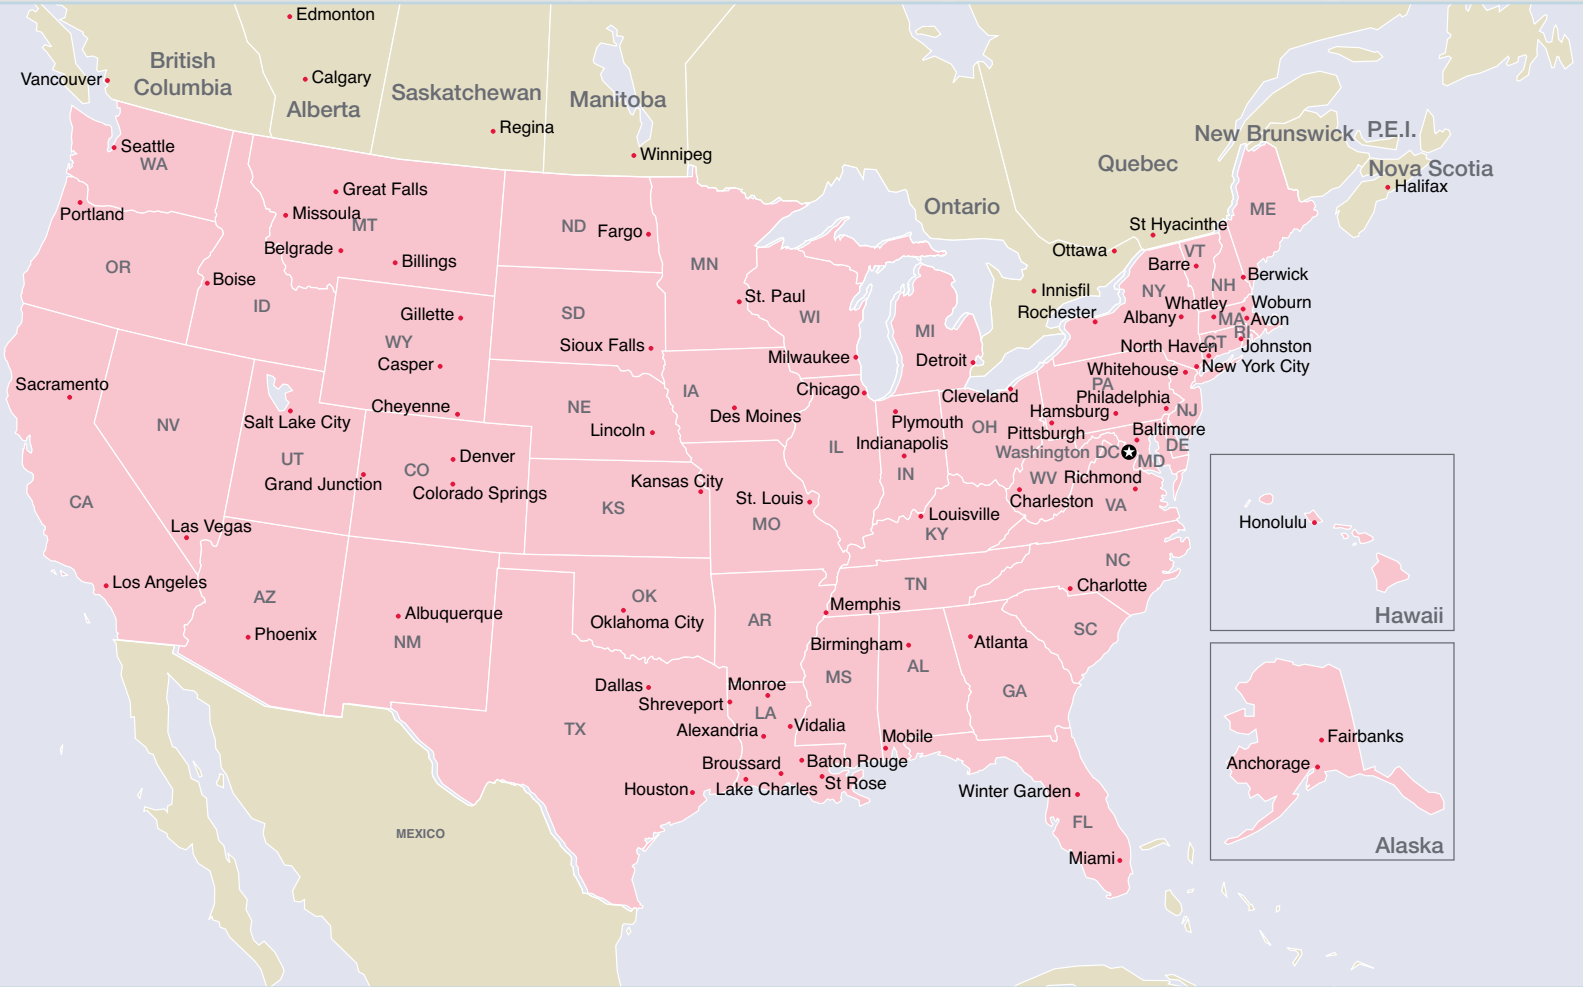 Edmonton
British
Columbia
Vancouver
Calgary
Alberta
Saskatchewan
Regina
Manitoba
Winnipeg
Ontario
Quebec
New Brunswick
P.E.I.
Nova Scotia
Halifax
Seattle
WA
Portland
OR
Great Falls
Missoula
MT
Belgrade
Billings
Boise
ID
ND
Fargo
MN
St. Paul
WI
SD
Sioux Falls
Gillette
WY
Casper
Cheyenne
Milwaukee
MI
Detroit
St Hyacinthe
Ottawa
Innisfil
Rochester
ME
VT
Barre
NH
Berwick
NY
Whatley
Woburn
Albany
MA
Avon
RI
CT
North Haven
Johnston
New York City
Whitehouse
PA
Philadelphia
Hamsburg
NJ
Pittsburgh
Baltimore
Cleveland
Sacramento
NV
Salt Lake City
UT
Grand Junction
CO
Denver
Colorado Springs
NE
Lincoln
IA
Des Moines
Chicago
IL
Plymouth
Indianapolis
IN
OH
Washington DC
DE
MD
WV
Richmond
Charleston
VA
CA
Las Vegas
Los Angeles
KS
Kansas City
St. Louis
MO
Louisville
KY
NC
Charlotte
AZ
Phoenix
Albuquerque
NM
OK
Oklahoma City
AR
TN
Memphis
Birmingham
AL
MS
Atlanta
GA
SC
Dallas
TX
Monroe
Shreveport
LA
Alexandria
Vidalia
Mobile
Broussard
Baton Rouge
Houston
Lake Charles
St Rose
Winter Garden
FL
Miami
MEXICO
Honolulu
Hawaii
Fairbanks
Anchorage
Alaska